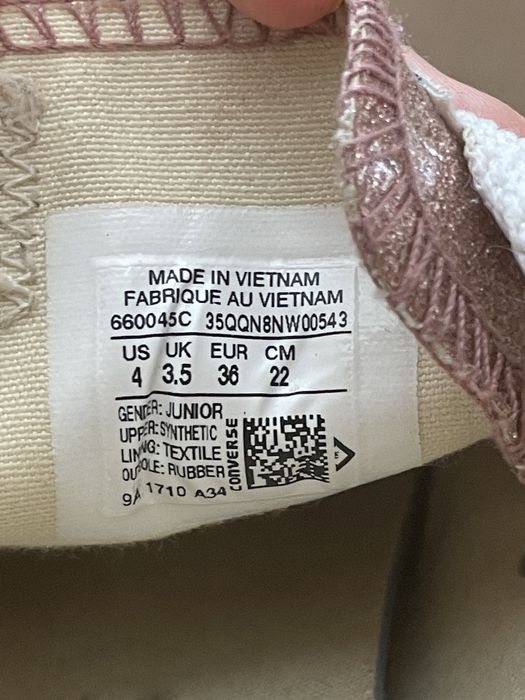 MADE IN VIETNAM
FABRIQUE AU VIETNAM
660045C 35QQN8NW00543
US UK EUR CM
4 3.5 36 22
GENDER: JUNIOR
UPPER: SYNTHETIC
LINING: TEXTILE
OUTSOLE: RUBBER
9A 1710 A34
CONVERSE